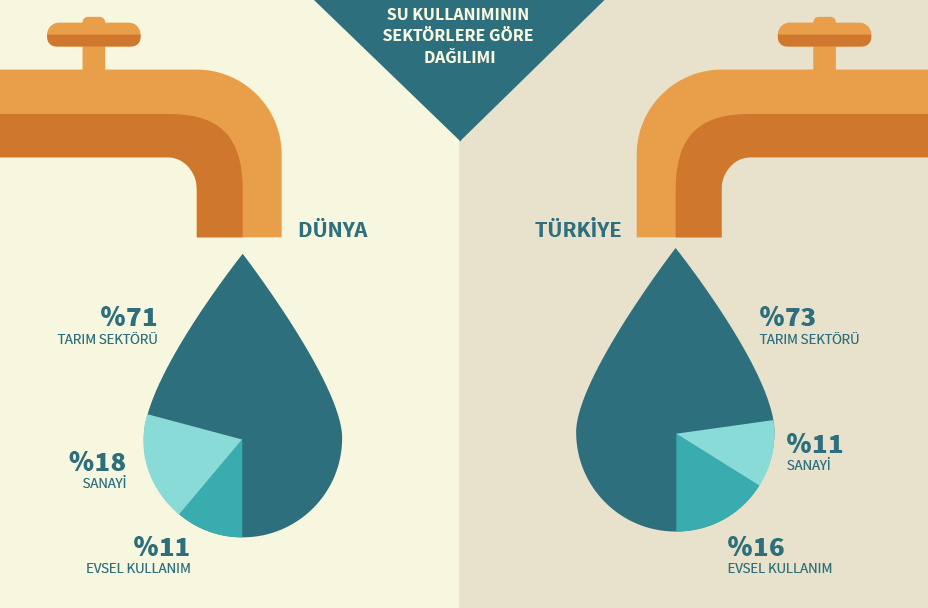 SU KULLANIMININ
SEKTÖRLERE GÖRE
DAĞILIMI
DÜNYA
%71
TARIM SEKTÖRÜ
%18
SANAYİ
%11
EVSEL KULLANIM
TÜRKİYE
%73
TARIM SEKTÖRÜ
%11
SANAYİ
%16
EVSEL KULLANIM